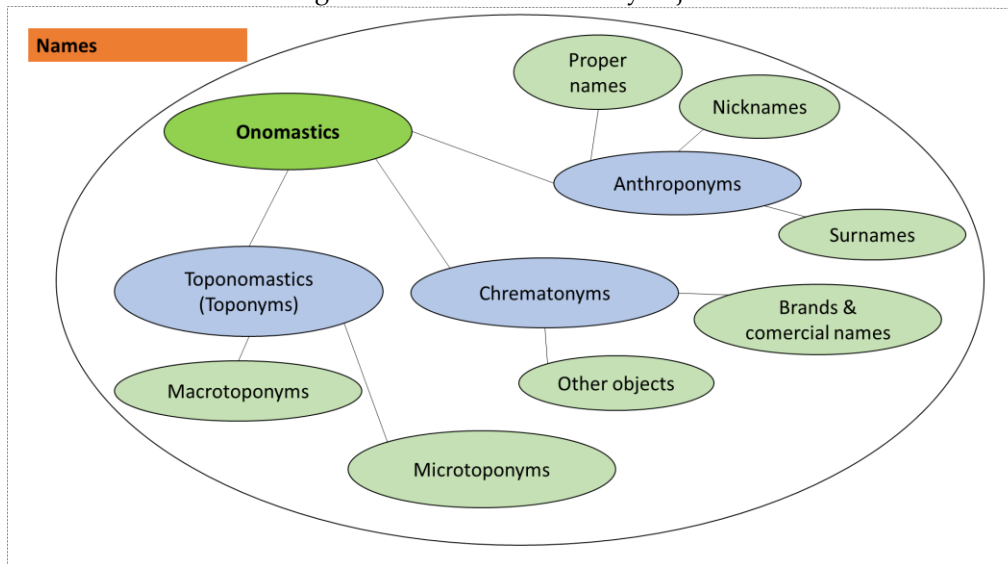 Names
Proper
names
Nicknames
Onomastics
Anthroponyms
Surnames
Toponomastics
(Toponyms)
Chrematonyms
Brands &
comercial names
Macrotoponyms
Other objects
Microtoponyms